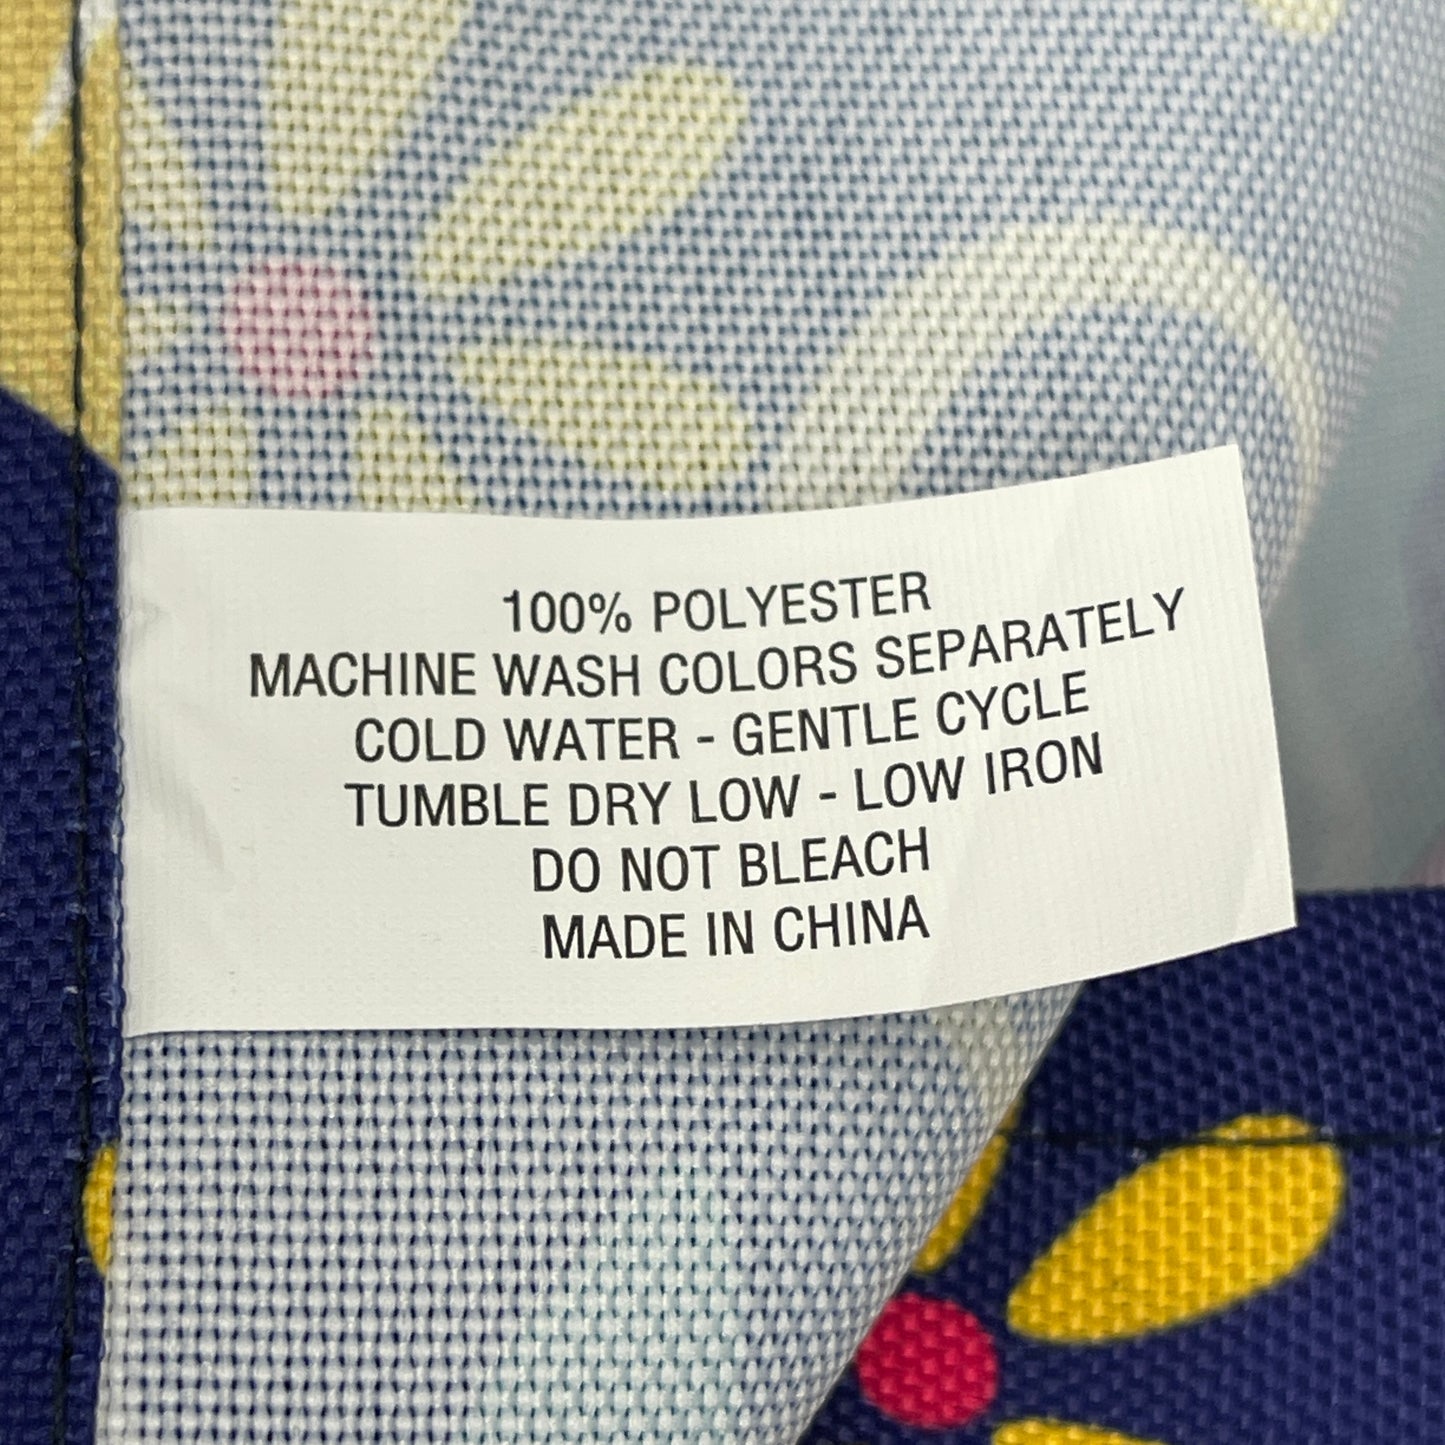 100% POLYESTER
MACHINE WASH COLORS SEPARATELY
COLD WATER - GENTLE CYCLE
TUMBLE DRY LOW - LOW IRON
DO NOT BLEACH
MADE IN CHINA